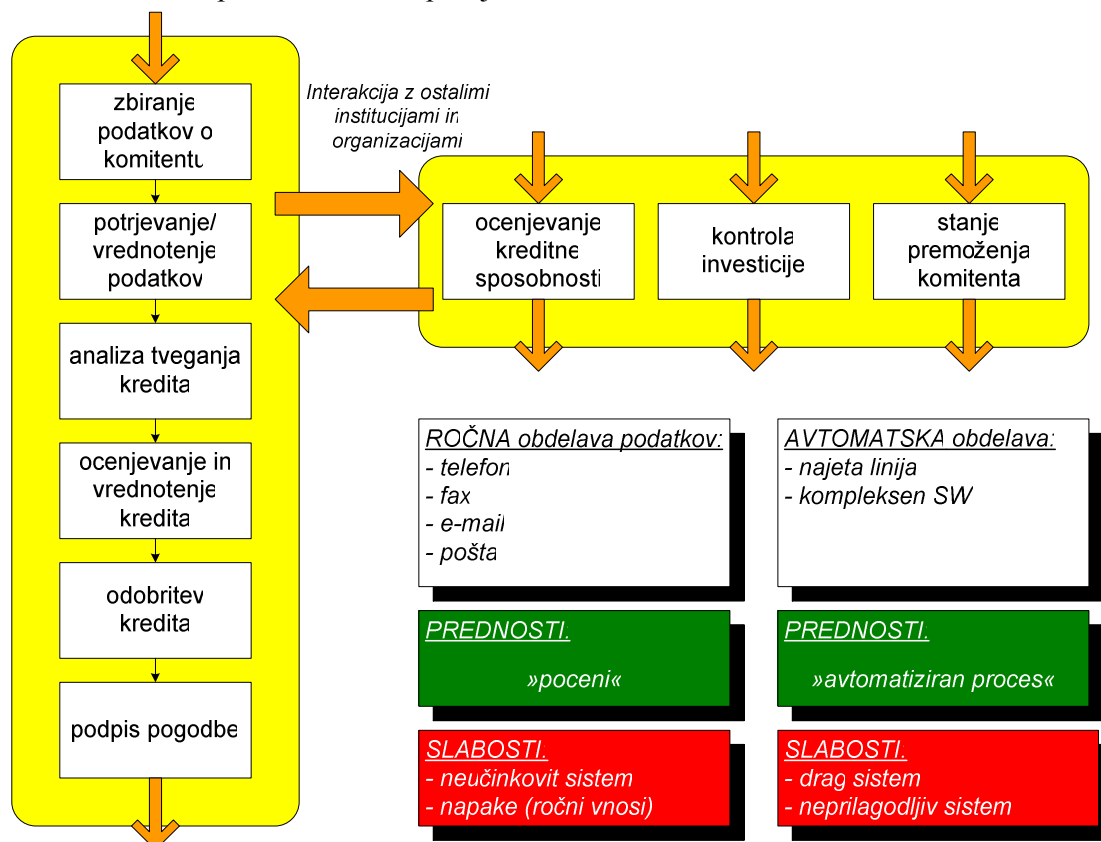 zbiranje
podatkov o
komitentu
potrjevanje/
vrednotenje
podatkov
analiza tveganja
kredita
ocenjevanje in
vrednotenje
kredita
odobritev
kredita
podpis pogodbe
Interakcija z ostalimi
institucijami in
organizacijami
ocenjevanje
kreditne
sposobnosti
kontrola
investicije
stanje
premoženja
komitenta
ROČNA obdelava podatkov:
- telefon
- fax
- e-mail
- pošta
PREDNOSTI:
»poceni«
SLABOSTI:
- neučinkovit sistem
- napake (ročni vnosi)
AVTOMATSKA obdelava:
- najeta linija
- kompleksen SW
PREDNOSTI:
»avtomatiziran proces«
SLABOSTI:
- drag sistem
- neprilagodljiv sistem